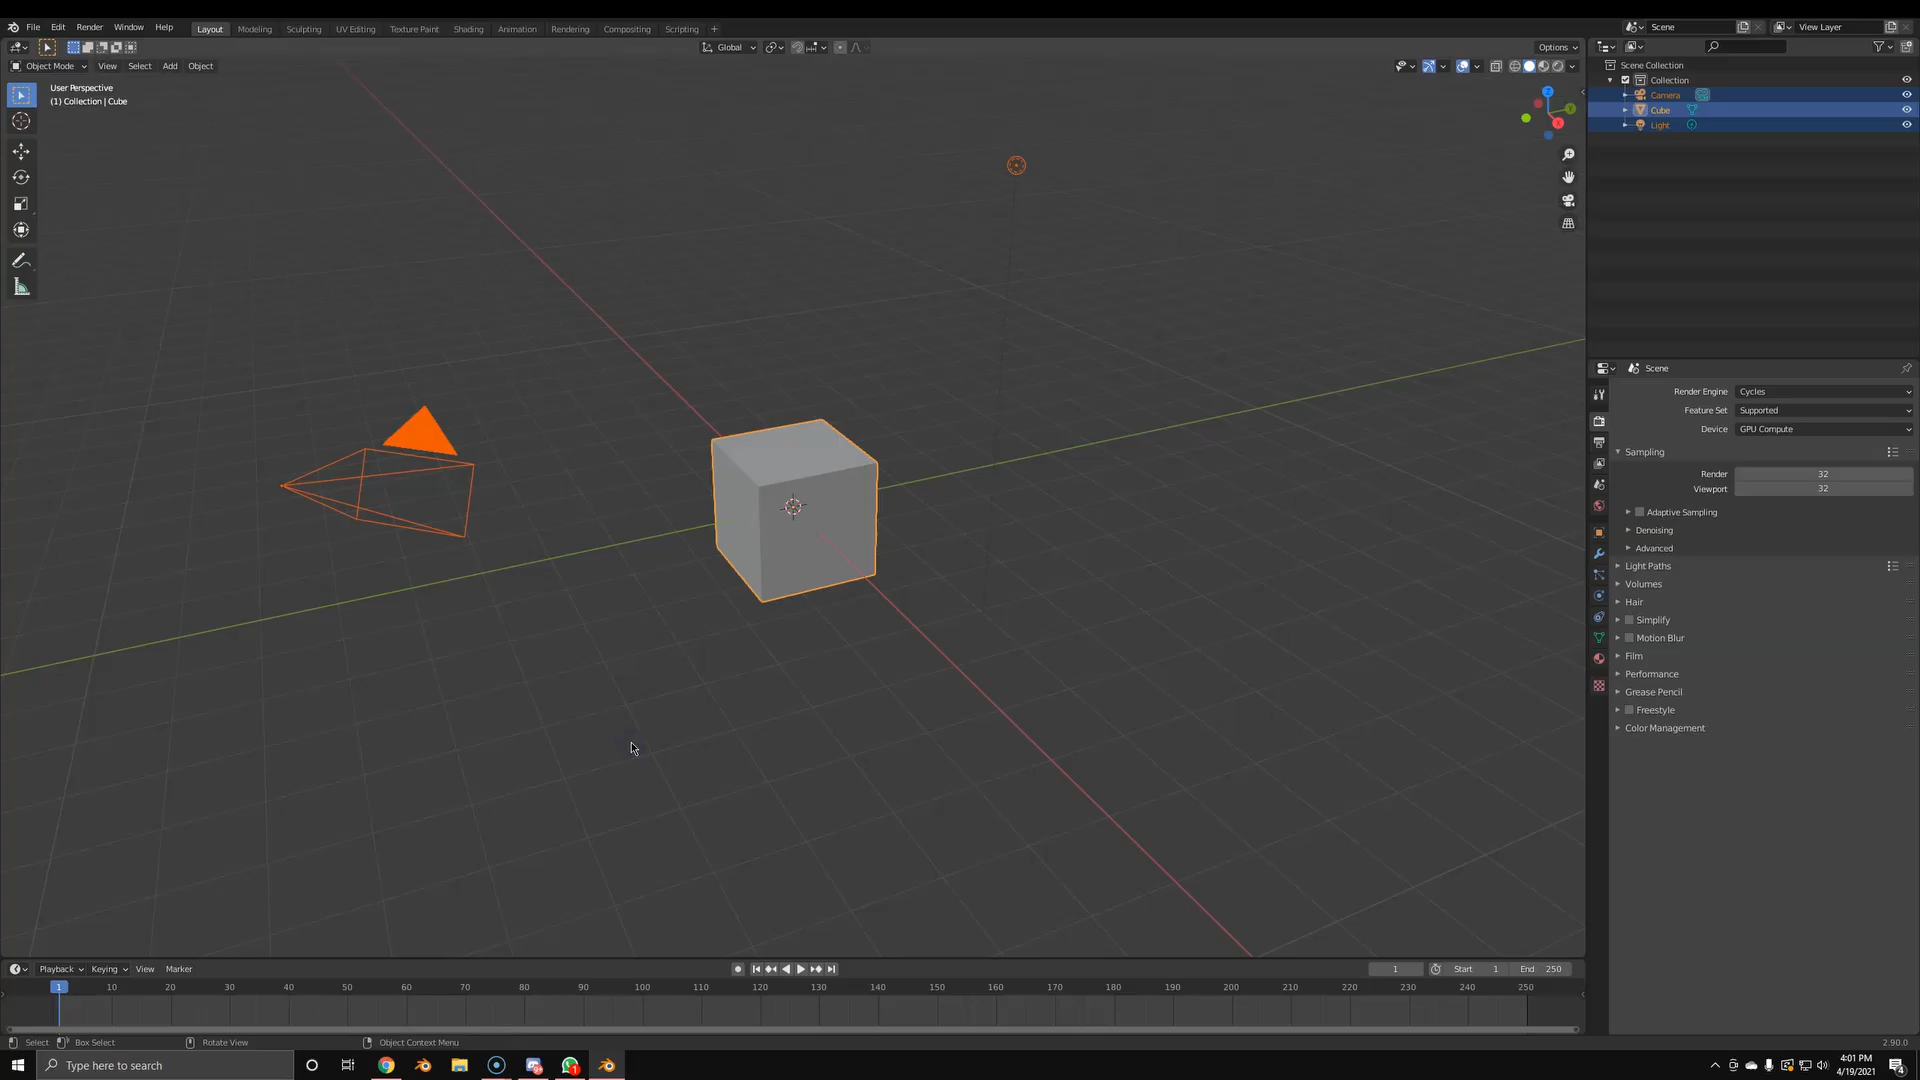 File Edit Render Window Help Layout Modeling Sculpting UV Editing Texture Paint Shading Animation Rendering Compositing Scripting + Scene View Layer
Global Options
Object Mode View Select Add Object
User Perspective
(1) Collection | Cube
Z
Y
X
Scene Collection
Collection
Camera
Cube
Light
Scene
Render Engine Cycles
Feature Set Supported
Device GPU Compute
Sampling
Render 32
Viewport 32
Adaptive Sampling
Denoising
Advanced
Light Paths
Volumes
Hair
Simplify
Motion Blur
Film
Performance
Grease Pencil
Freestyle
Color Management
Playback Keying View Marker 1 Start 1 End 250
1 10 20 30 40 50 60 70 80 90 100 110 120 130 140 150 160 170 180 190 200 210 220 230 240 250
Select Box Select Rotate View Object Context Menu 2.90.0
Type here to search
4:01 PM
4/19/2021